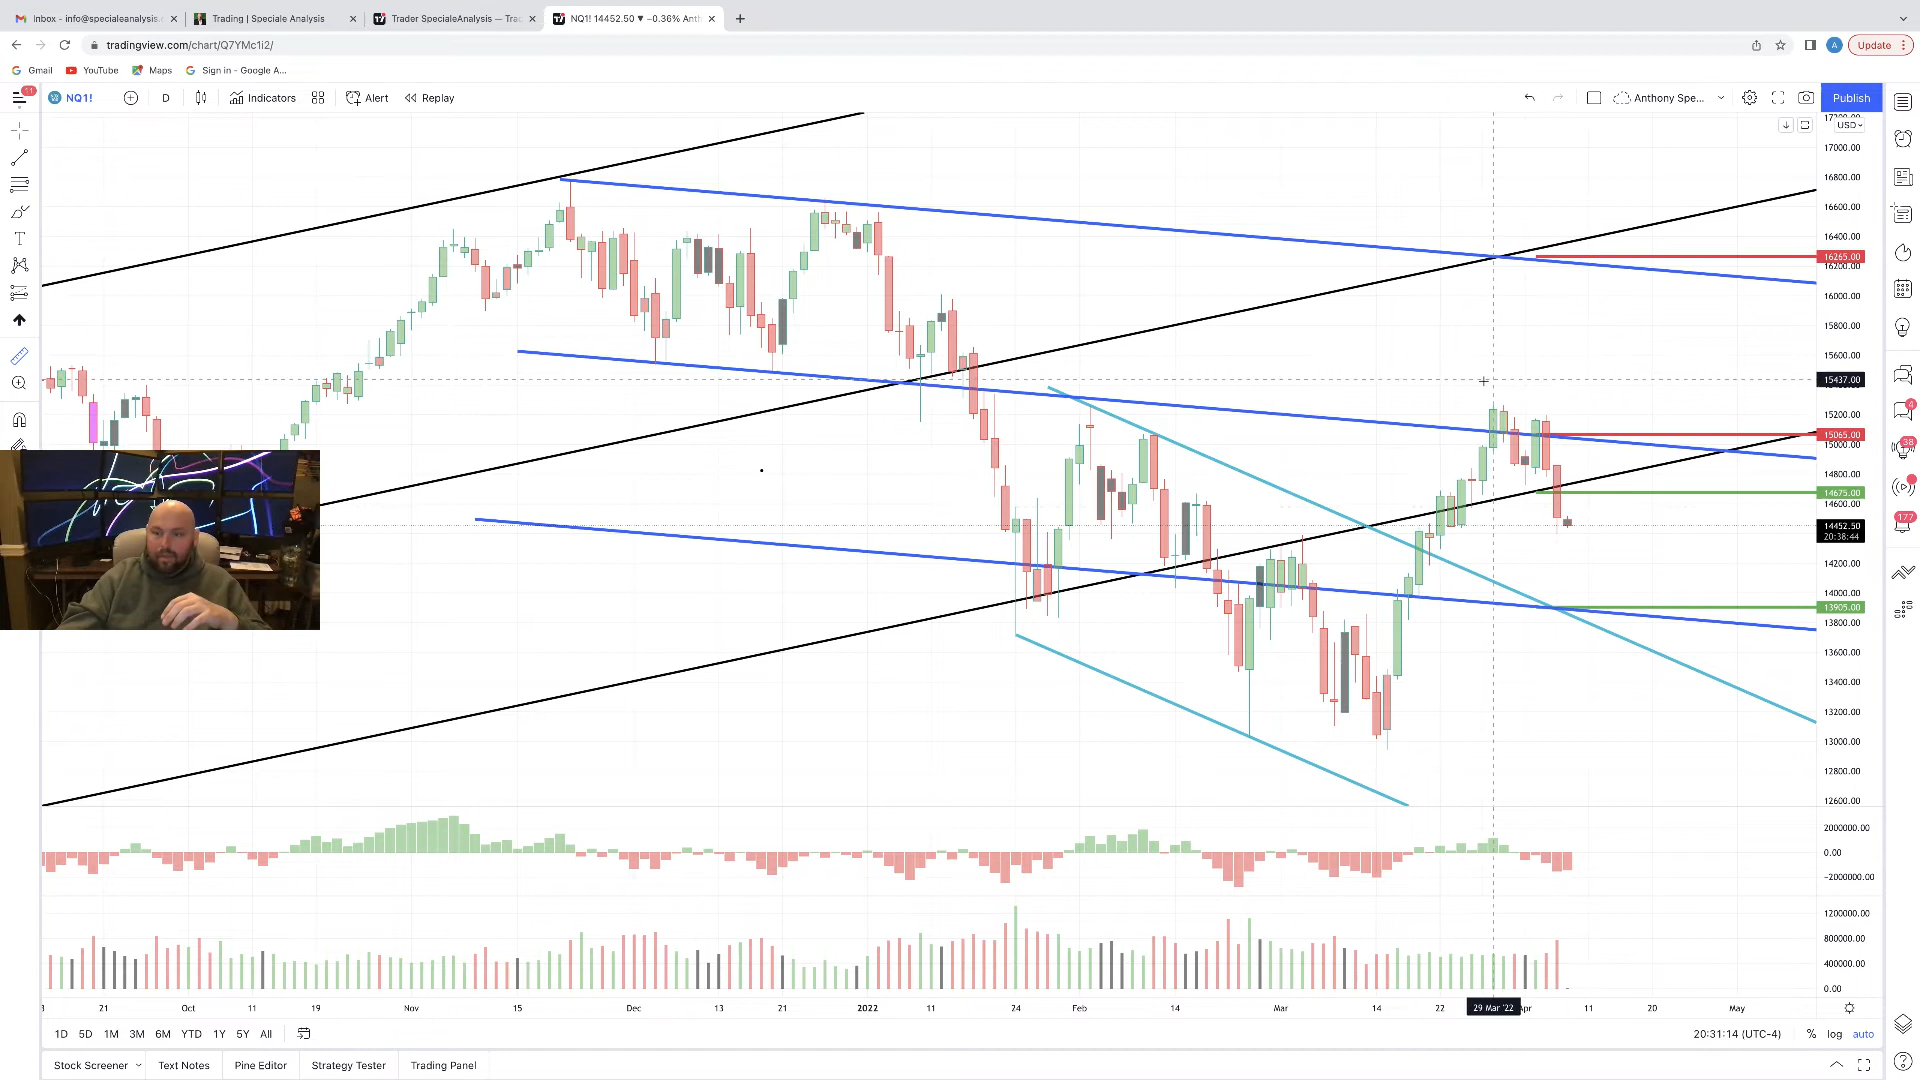 Inbox - info@specialeanalysis.c
Trading | Speciale Analysis
Trader SpecialeAnalysis — Trac
NQ1! 14452.50 ▼ −0.36% Anth
tradingview.com/chart/Q7YMc1i2/
Update
Gmail
YouTube
Maps
Sign in - Google A...
11
NQ1!
D
Indicators
Alert
Replay
Anthony Spe...
Publish
USD
17000.00
16800.00
16600.00
16400.00
16265.00
16200.00
16000.00
15800.00
15600.00
15437.00
15200.00
15065.00
15000.00
14800.00
14675.00
14600.00
14452.50
20:38:44
14200.00
14000.00
13905.00
13800.00
13600.00
13400.00
13200.00
13000.00
12800.00
12600.00
2000000.00
0.00
−2000000.00
1200000.00
800000.00
400000.00
0.00
4
38
177
21
Oct
11
19
Nov
15
Dec
13
21
2022
11
24
Feb
14
Mar
14
22
29 Mar '22
Apr
11
20
May
1D
5D
1M
3M
6M
YTD
1Y
5Y
All
20:31:14 (UTC-4)
%
log
auto
Stock Screener
Text Notes
Pine Editor
Strategy Tester
Trading Panel